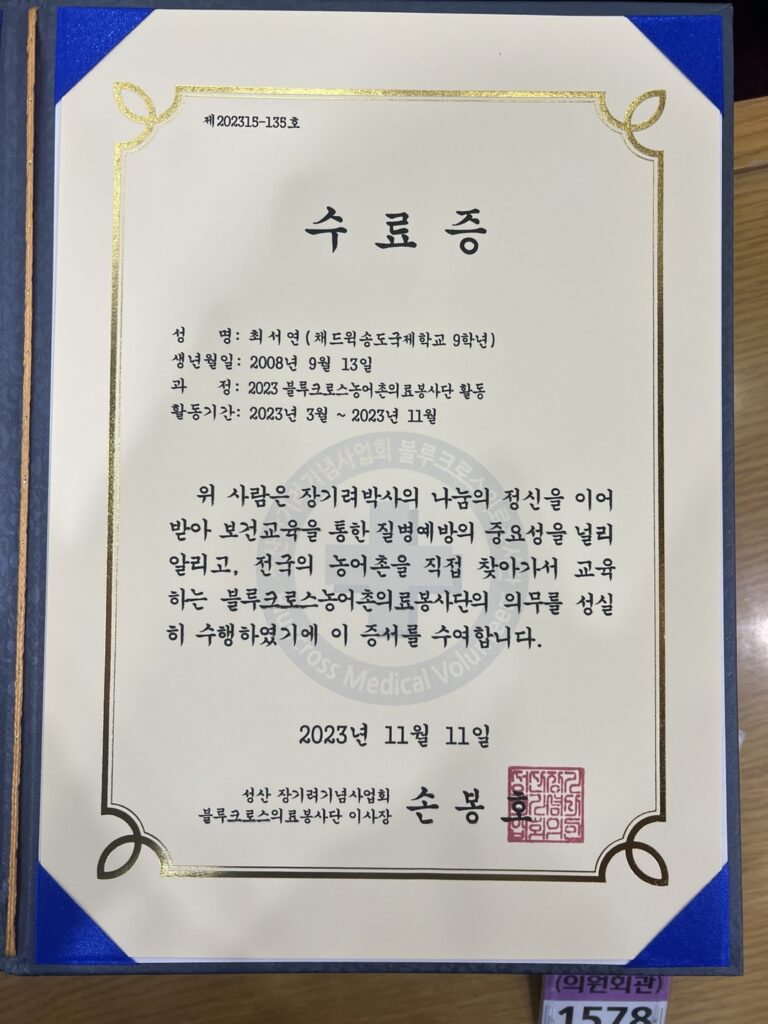 제202315-135호
수 료 증
성 명: 최서연(채드윅송도국제학교 9학년)
생년월일: 2008년 9월 13일
과 정: 2023 블루크로스농어촌의료봉사단 활동
활동기간: 2023년 3월 ~ 2023년 11월
위 사람은 장기려박사의 나눔의 정신을 이어
받아 보건교육을 통한 질병예방의 중요성을 널리
알리고, 전국의 농어촌을 직접 찾아가서 교육
하는 블루크로스농어촌의료봉사단의 의무를 성실
히 수행하였기에 이 증서를 수여합니다.
2023년 11월 11일
성산 장기려기념사업회
블루크로스의료봉사단 이사장 손봉호
(의원회관)
1578